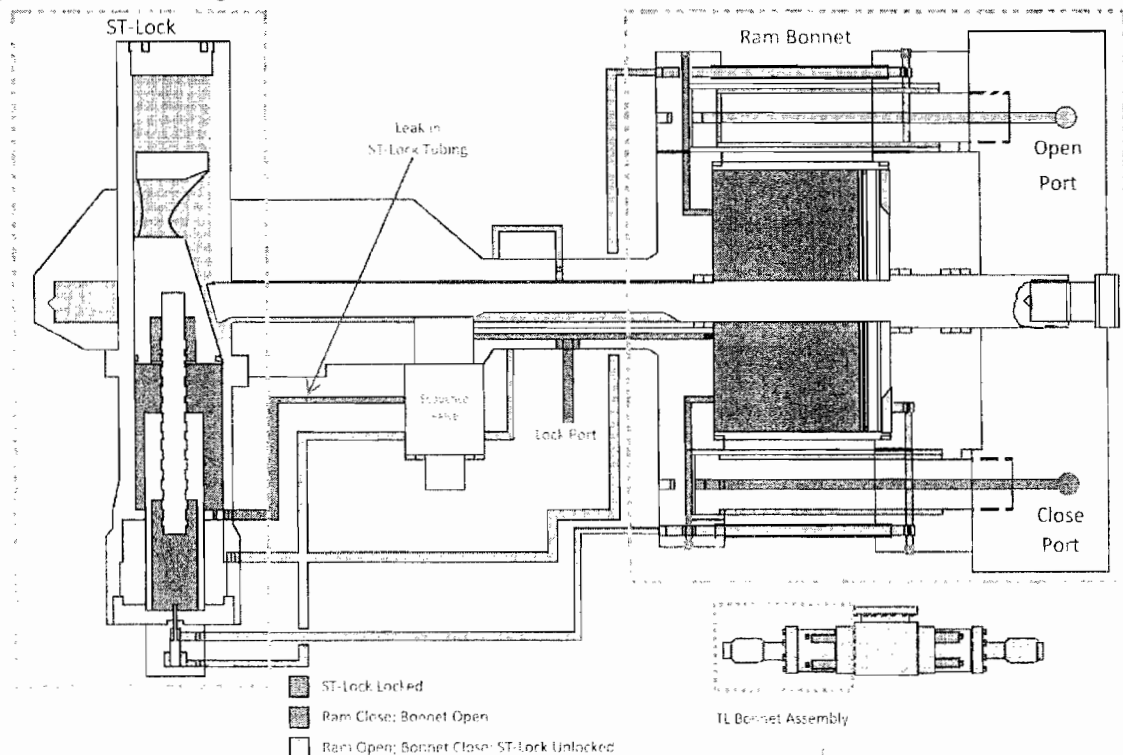 ST-Lock
Ram Bonnet
Leak in
ST-Lock Tubing
Open
Port
Lock Port
Close
Port
ST-Lock Locked
Ram Close; Bonnet Open
Ram Open; Bonnet Close; ST-Lock Unlocked
TL Bonnet Assembly